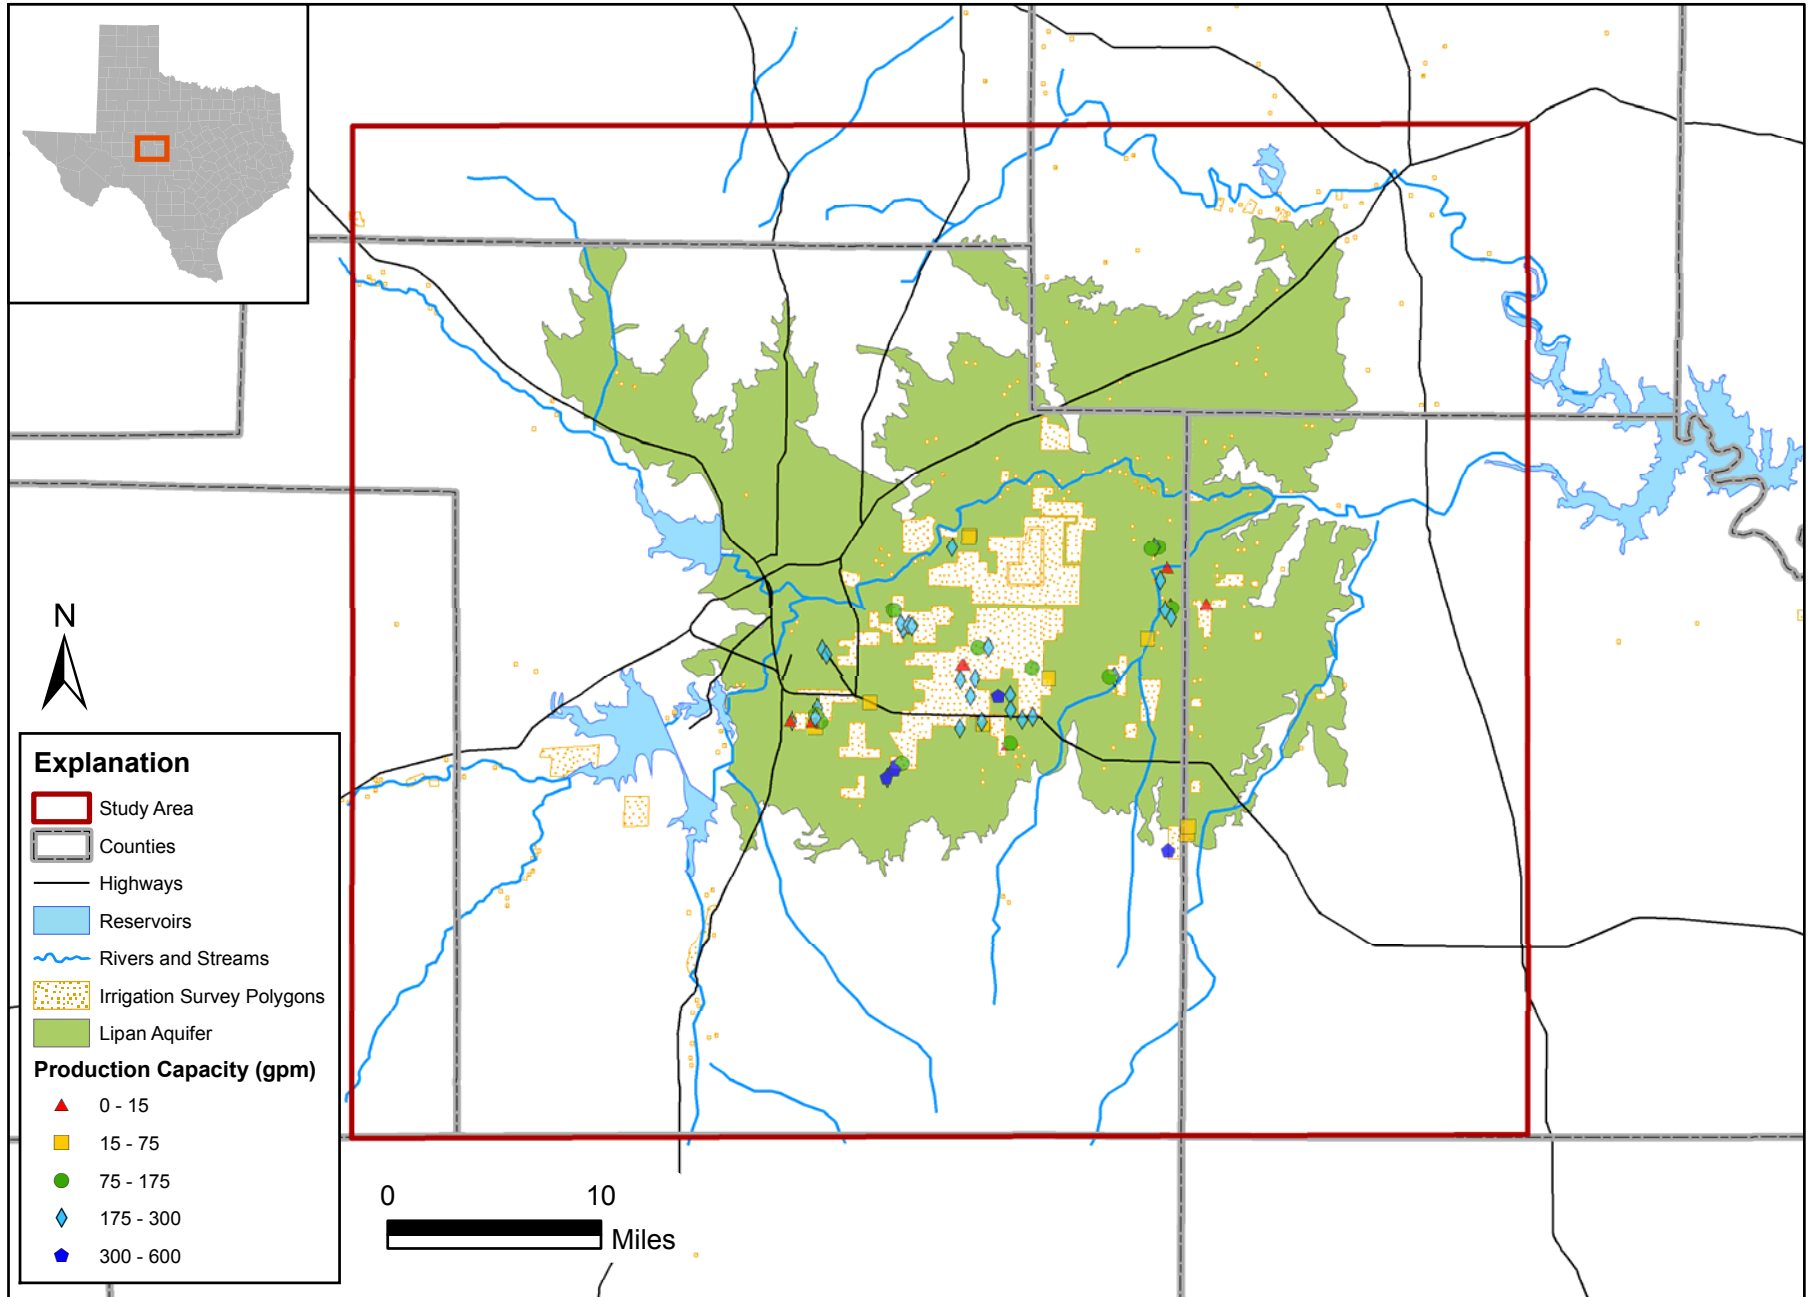 N
Explanation
Study Area
Counties
Highways
Reservoirs
Rivers and Streams
Irrigation Survey Polygons
Lipan Aquifer
Production Capacity (gpm)
0 - 15
15 - 75
75 - 175
175 - 300
300 - 600
0 10
Miles